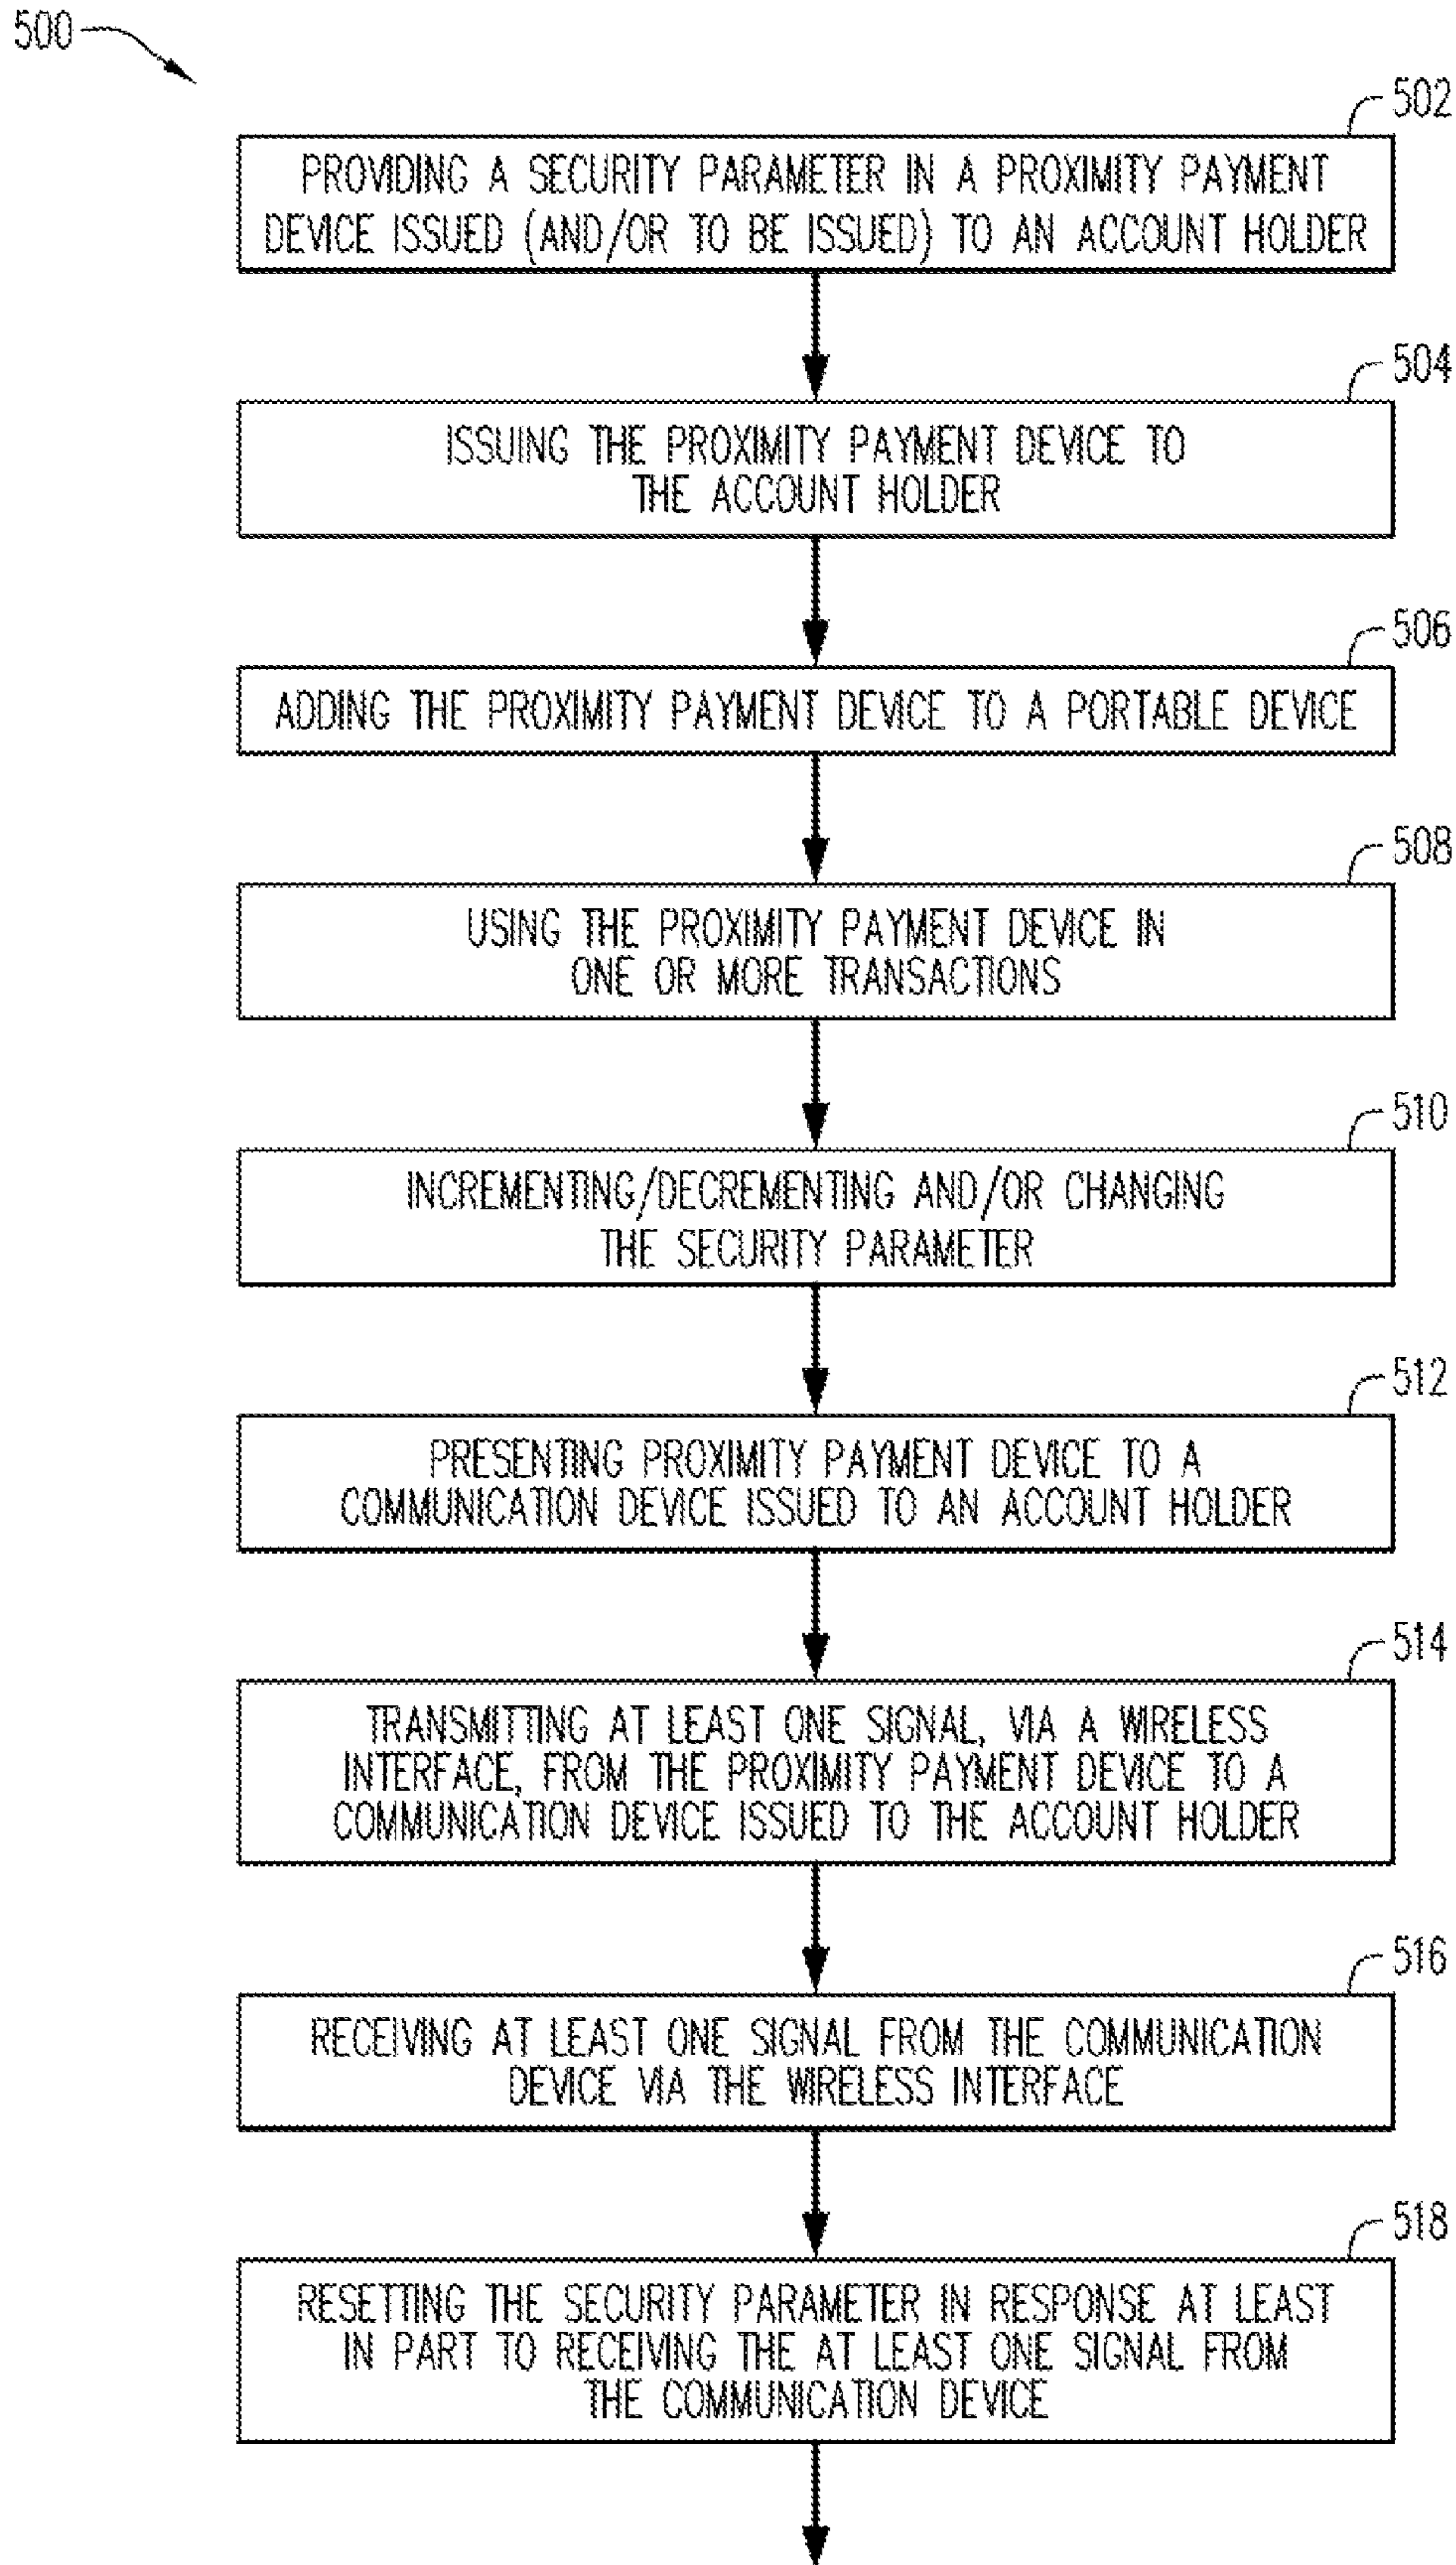 500
502
PROVIDING A SECURITY PARAMETER IN A PROXIMITY PAYMENT
DEVICE ISSUED (AND/OR TO BE ISSUED) TO AN ACCOUNT HOLDER
504
ISSUING THE PROXIMITY PAYMENT DEVICE TO
THE ACCOUNT HOLDER
506
ADDING THE PROXIMITY PAYMENT DEVICE TO A PORTABLE DEVICE
508
USING THE PROXIMITY PAYMENT DEVICE IN
ONE OR MORE TRANSACTIONS
510
INCREMENTING/DECREMENTING AND/OR CHANGING
THE SECURITY PARAMETER
512
PRESENTING PROXIMITY PAYMENT DEVICE TO A
COMMUNICATION DEVICE ISSUED TO AN ACCOUNT HOLDER
514
TRANSMITTING AT LEAST ONE SIGNAL, VIA A WIRELESS
INTERFACE, FROM THE PROXIMITY PAYMENT DEVICE TO A
COMMUNICATION DEVICE ISSUED TO THE ACCOUNT HOLDER
516
RECEIVING AT LEAST ONE SIGNAL FROM THE COMMUNICATION
DEVICE VIA THE WIRELESS INTERFACE
518
RESETTING THE SECURITY PARAMETER IN RESPONSE AT LEAST
IN PART TO RECEIVING THE AT LEAST ONE SIGNAL FROM
THE COMMUNICATION DEVICE